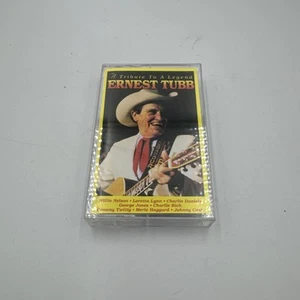 A Tribute To A Legend
ERNEST TUBB
Willie Nelson • Loretta Lynn • Charlie Daniels
George Jones • Charlie Rich
Conway Twitty • Merle Haggard • Johnny Cash